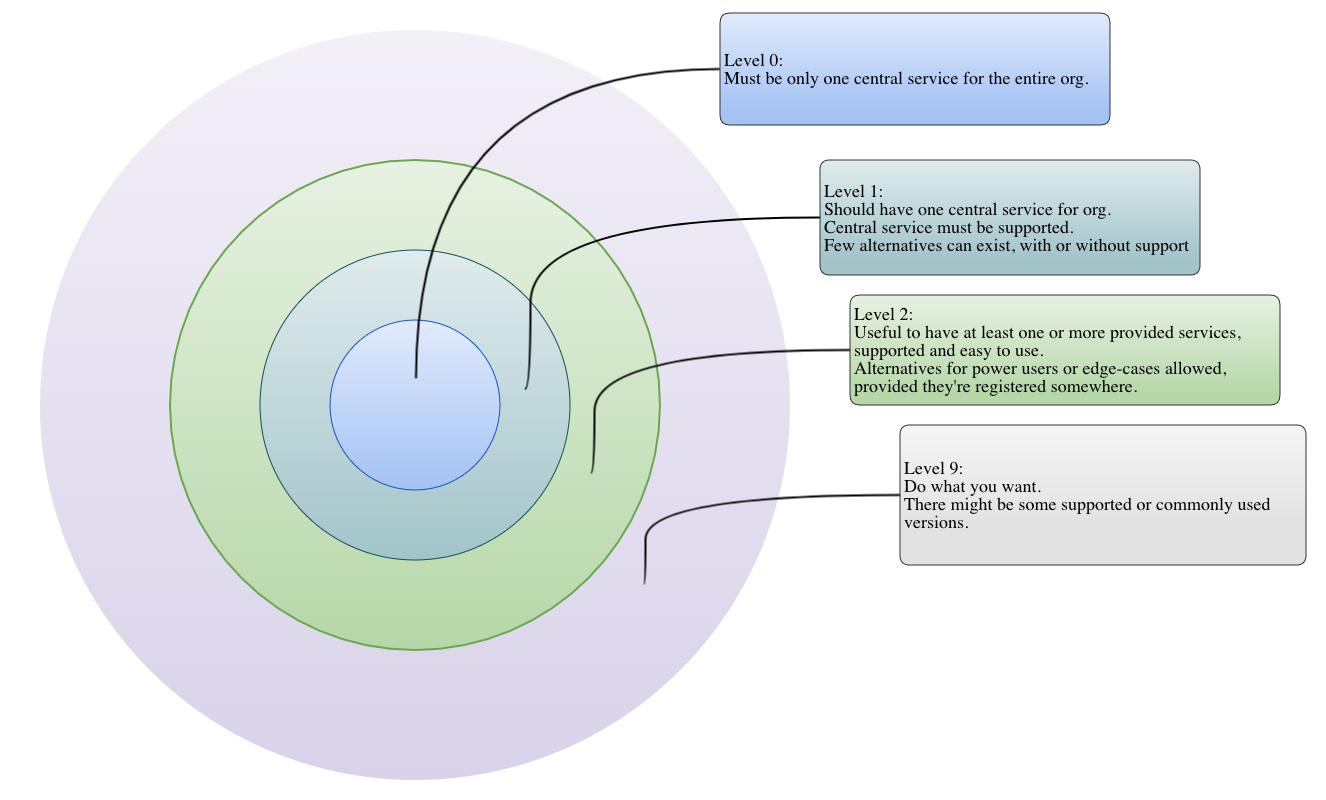 Level 0:
Must be only one central service for the entire org.
Level 1:
Should have one central service for org.
Central service must be supported.
Few alternatives can exist, with or without support
Level 2:
Useful to have at least one or more provided services,
supported and easy to use.
Alternatives for power users or edge-cases allowed,
provided they're registered somewhere.
Level 9:
Do what you want.
There might be some supported or commonly used
versions.